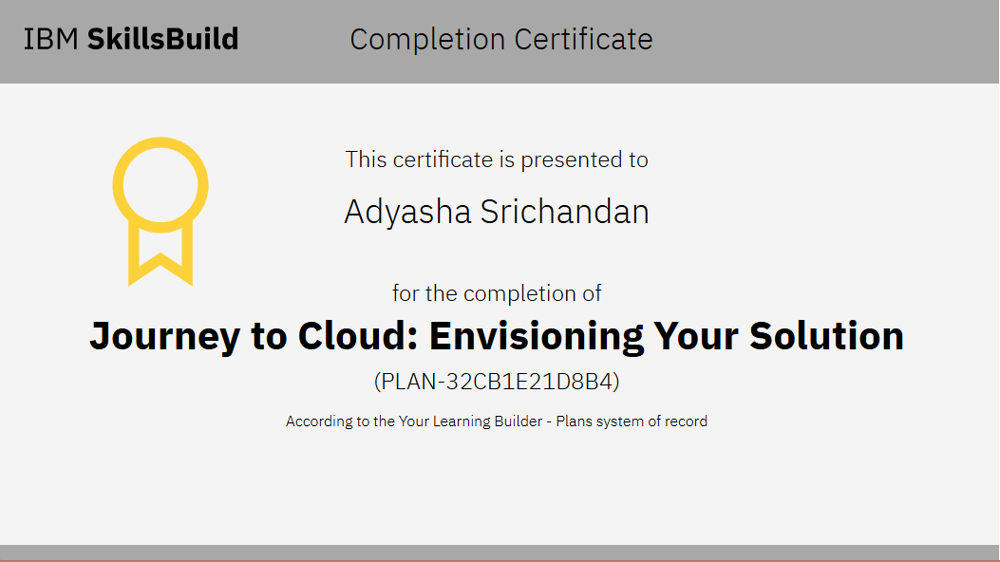 IBM SkillsBuild
Completion Certificate
This certificate is presented to
Adyasha Srichandan
for the completion of
Journey to Cloud: Envisioning Your Solution
(PLAN-32CB1E21D8B4)
According to the Your Learning Builder - Plans system of record